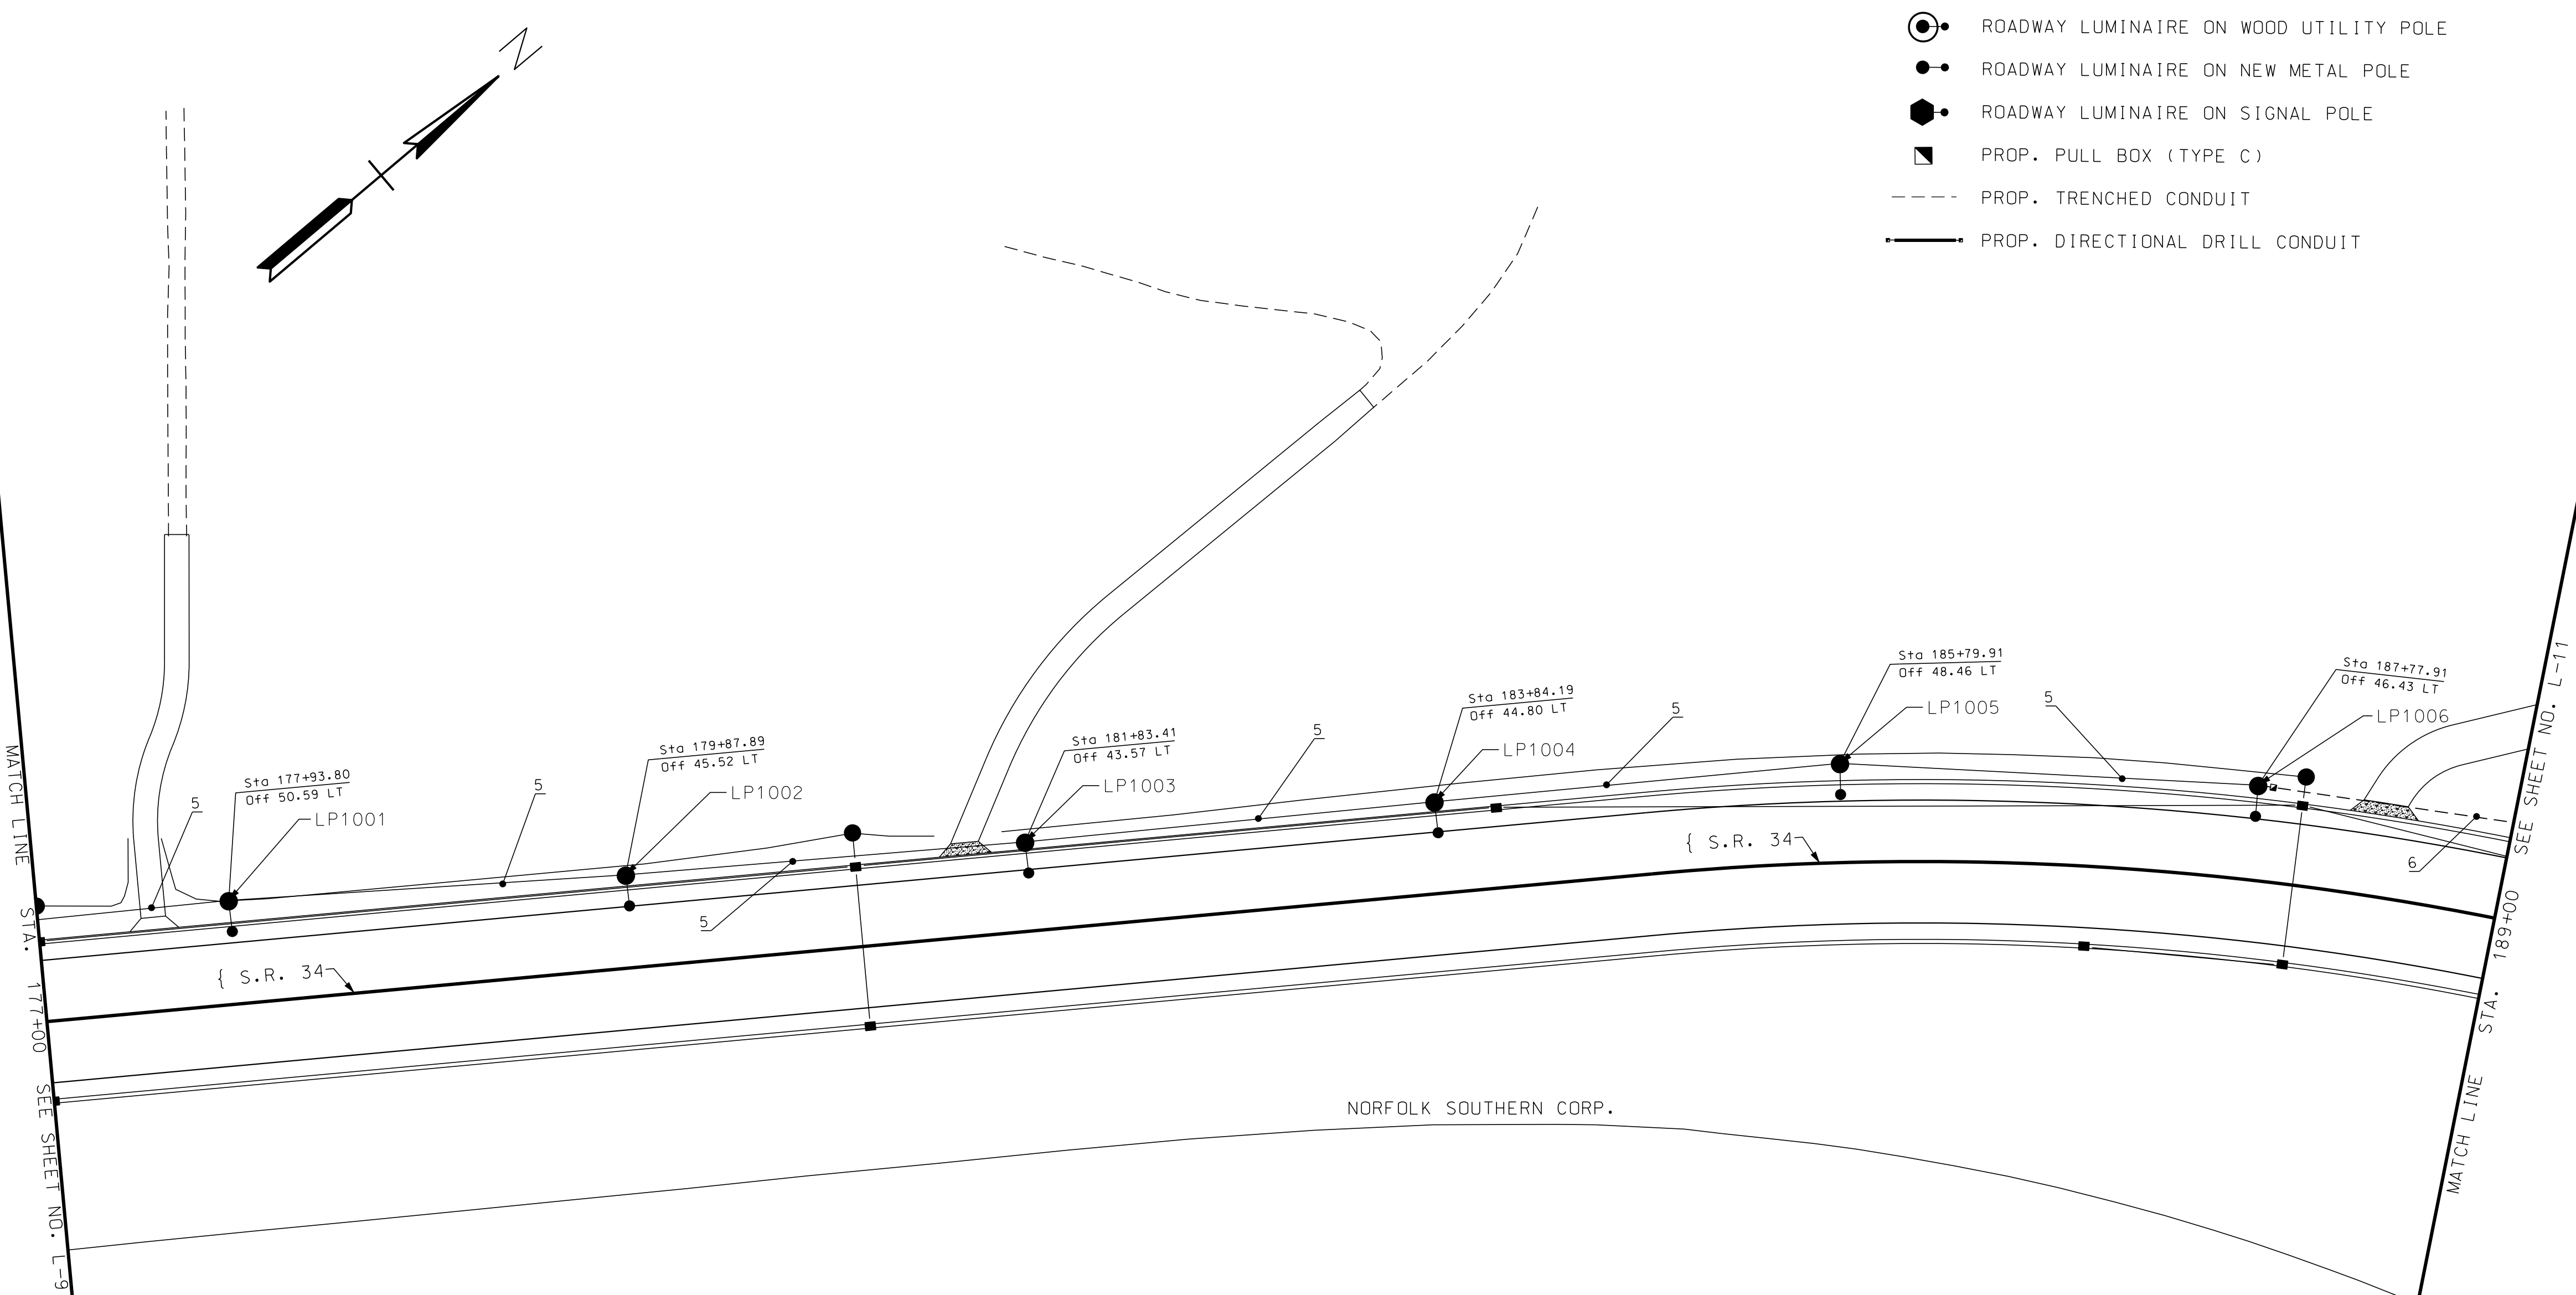 N
ROADWAY LUMINAIRE ON WOOD UTILITY POLE
ROADWAY LUMINAIRE ON NEW METAL POLE
ROADWAY LUMINAIRE ON SIGNAL POLE
PROP. PULL BOX (TYPE C)
PROP. TRENCHED CONDUIT
PROP. DIRECTIONAL DRILL CONDUIT
MATCH LINE STA. 177+00 SEE SHEET NO. L-9
5
Sta 177+93.80
Off 50.59 LT
LP1001
5
Sta 179+87.89
Off 45.52 LT
LP1002
5
Sta 181+83.41
Off 43.57 LT
LP1003
5
Sta 183+84.19
Off 44.80 LT
LP1004
5
Sta 185+79.91
Off 48.46 LT
LP1005
5
Sta 187+77.91
Off 46.43 LT
LP1006
6
{ S.R. 34
{ S.R. 34
NORFOLK SOUTHERN CORP.
MATCH LINE STA. 189+00 SEE SHEET NO. L-11